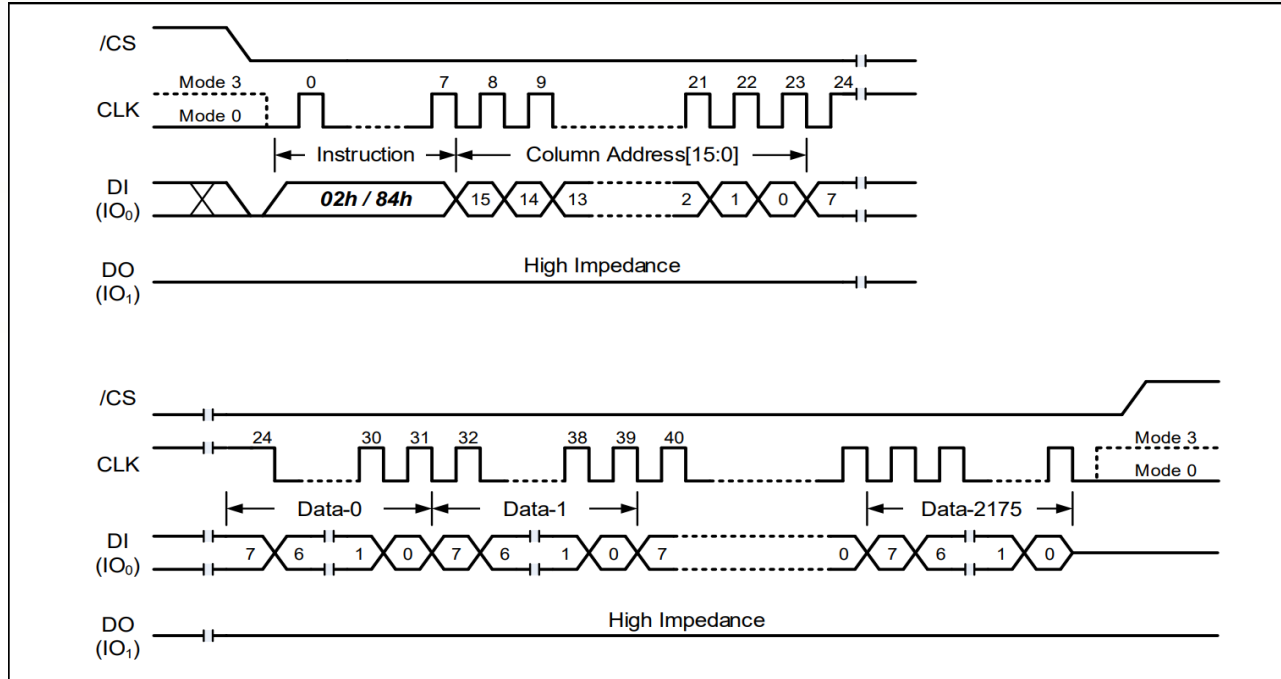 /CS
Mode 3 0 7 8 9 21 22 23 24
CLK
Mode 0
Instruction Column Address[15:0]
DI
(IO0) 02h / 84h 15 14 13 2 1 0 7
High Impedance
DO
(IO1)
/CS
24 30 31 32 38 39 40 Mode 3
CLK
Mode 0
Data-0 Data-1 Data-2175
DI
(IO0) 7 6 1 0 7 6 1 0 7 0 7 6 1 0
High Impedance
DO
(IO1)